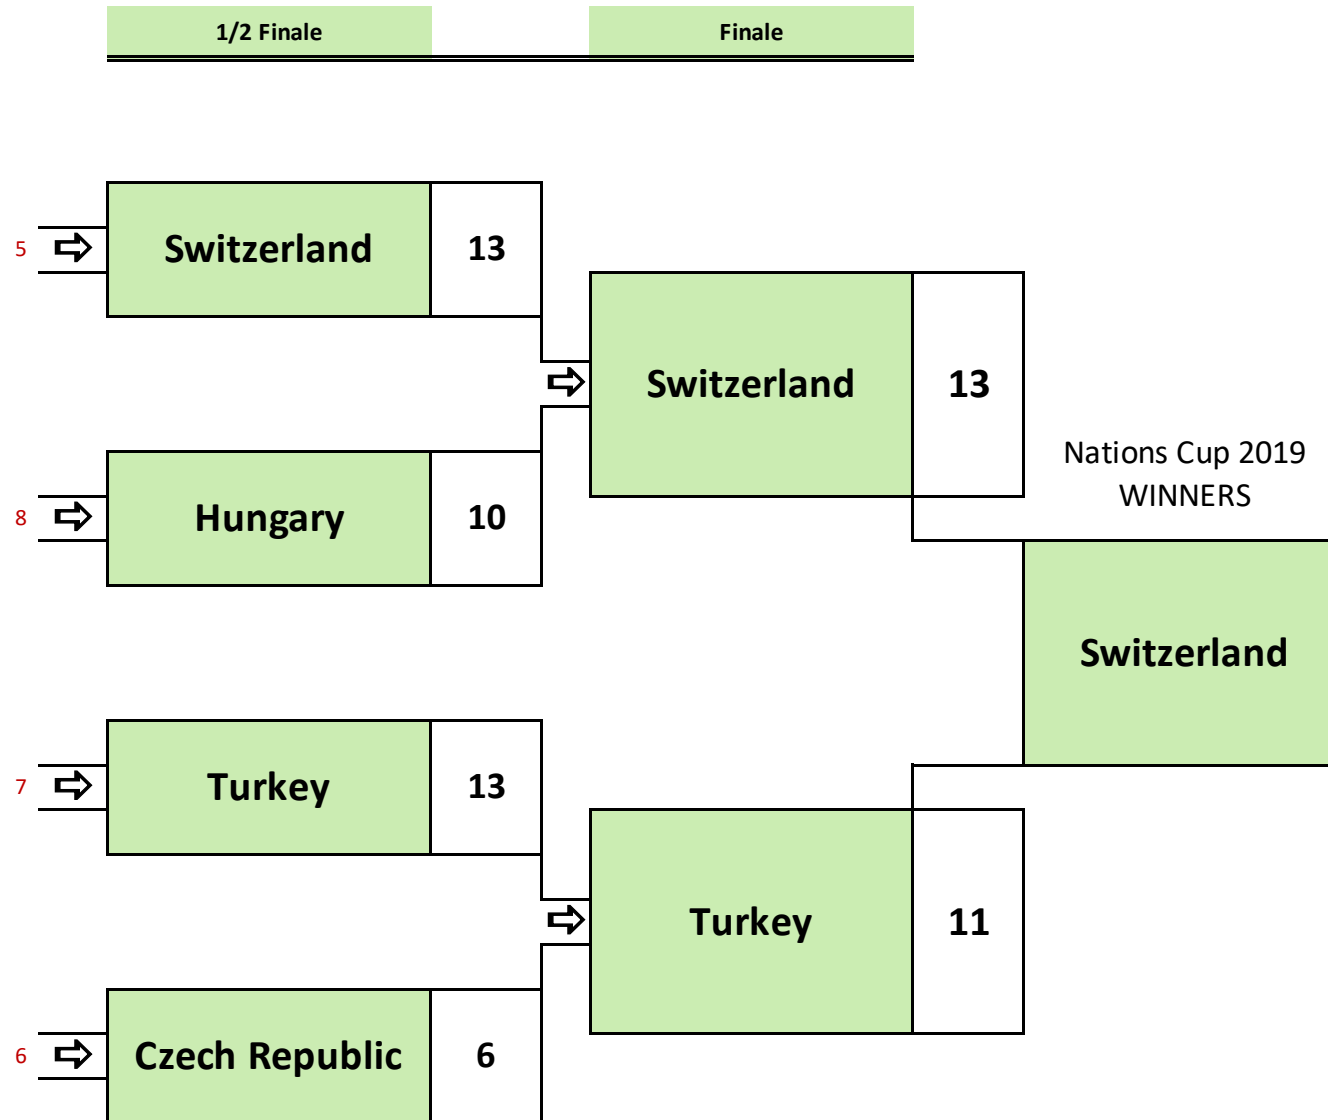 1/2 Finale
Finale
5
Switzerland
13
Switzerland
13
8
Hungary
10
Nations Cup 2019
WINNERS
Switzerland
7
Turkey
13
Turkey
11
6
Czech Republic
6